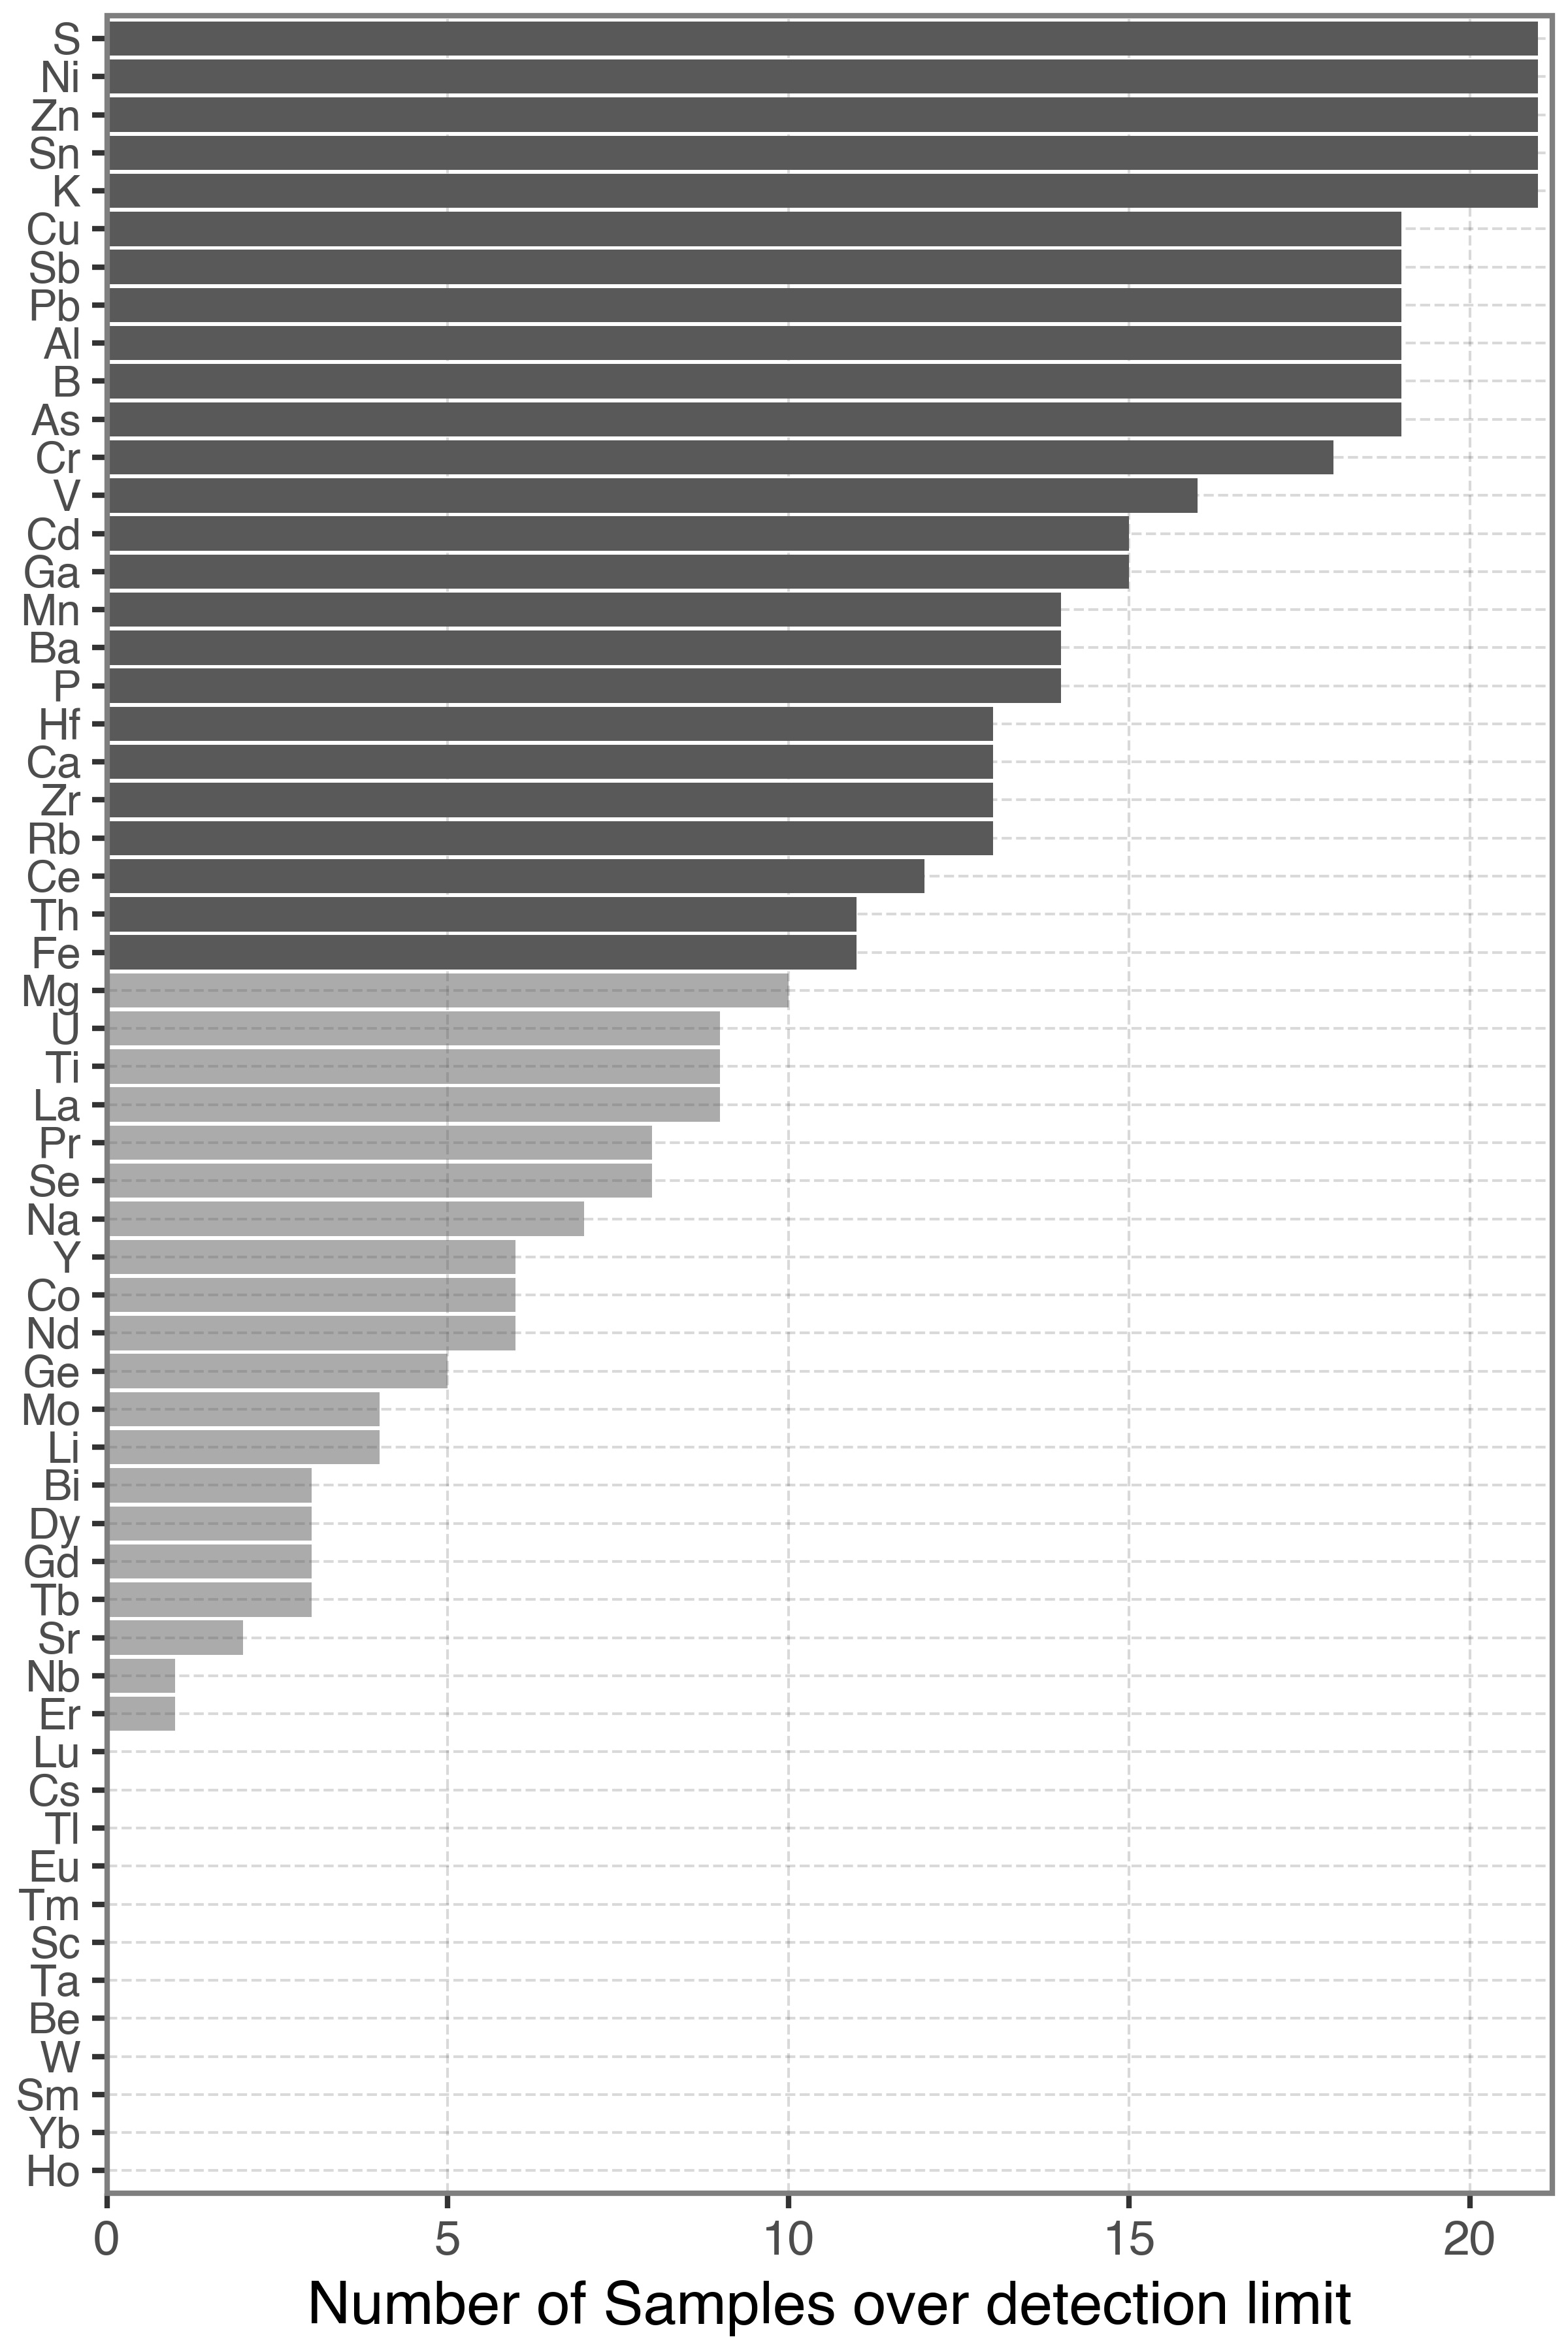 S
Ni
Zn
Sn
K
Cu
Sb
Pb
Al
B
As
Cr
V
Cd
Ga
Mn
Ba
P
Hf
Ca
Zr
Rb
Ce
Th
Fe
Mg
U
Ti
La
Pr
Se
Na
Y
Co
Nd
Ge
Mo
Li
Bi
Dy
Gd
Tb
Sr
Nb
Er
Lu
Cs
Tl
Eu
Tm
Sc
Ta
Be
W
Sm
Yb
Ho
0 5 10 15 20
Number of Samples over detection limit